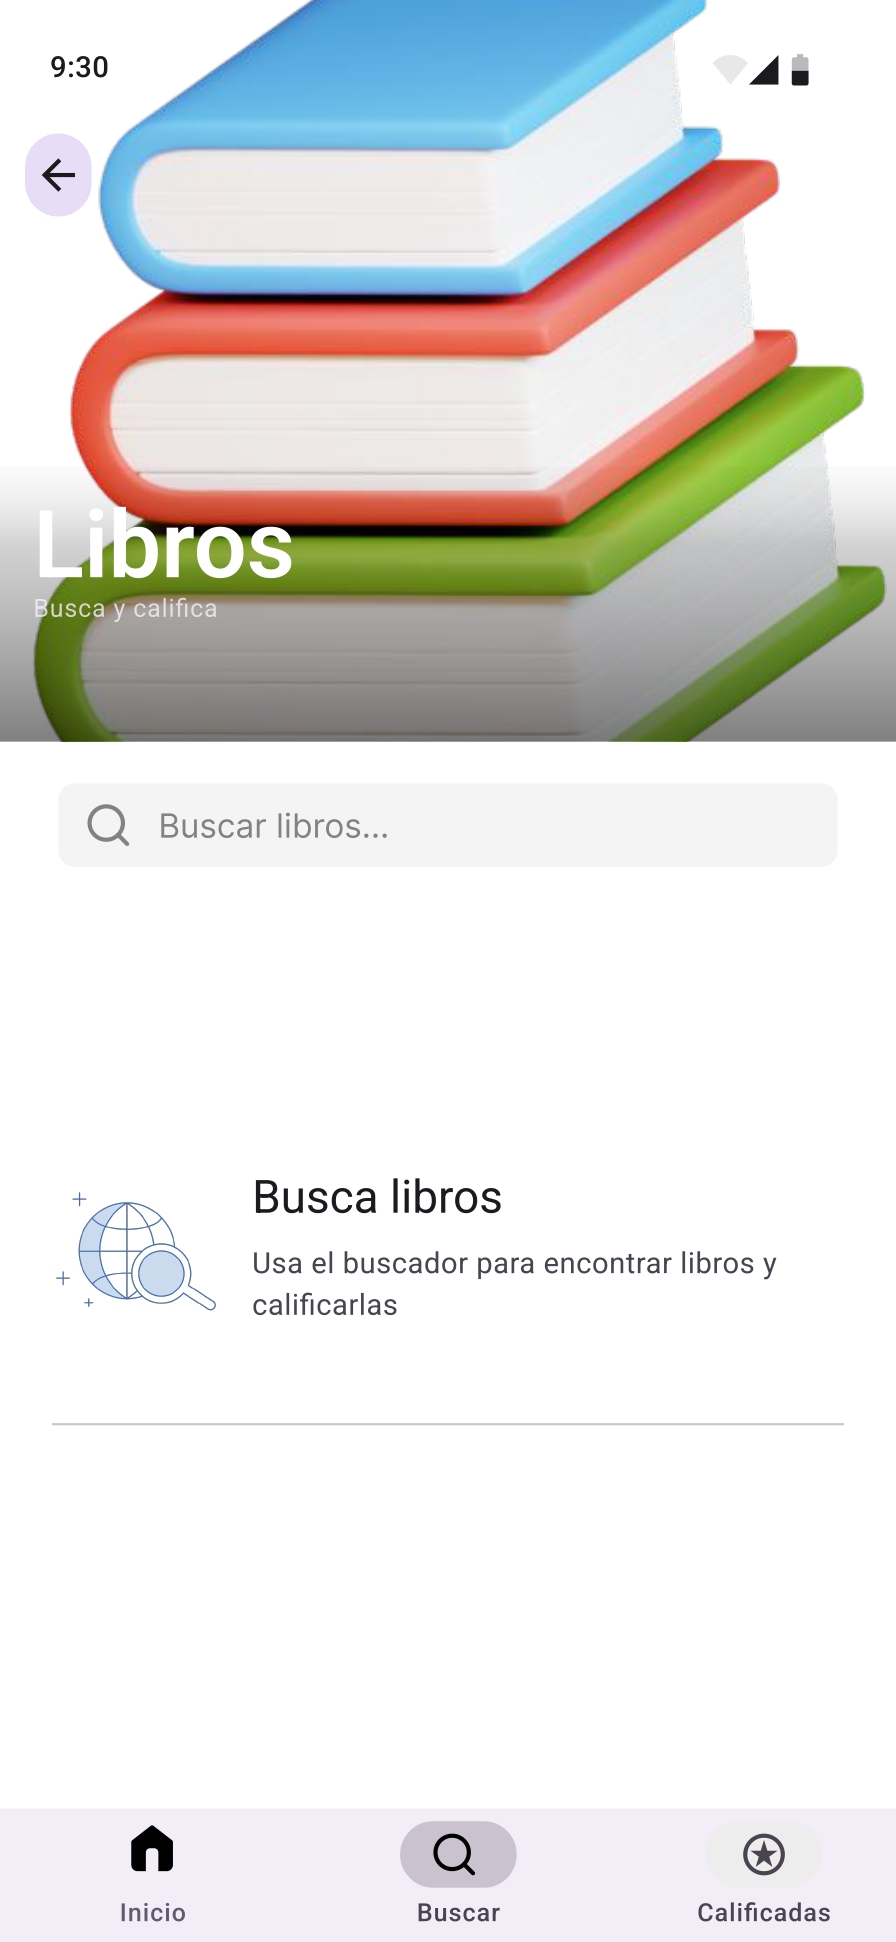 9:30
Libros
Busca y califica
Buscar libros...
Busca libros
Usa el buscador para encontrar libros y
calificarlas
Inicio
Buscar
Calificadas